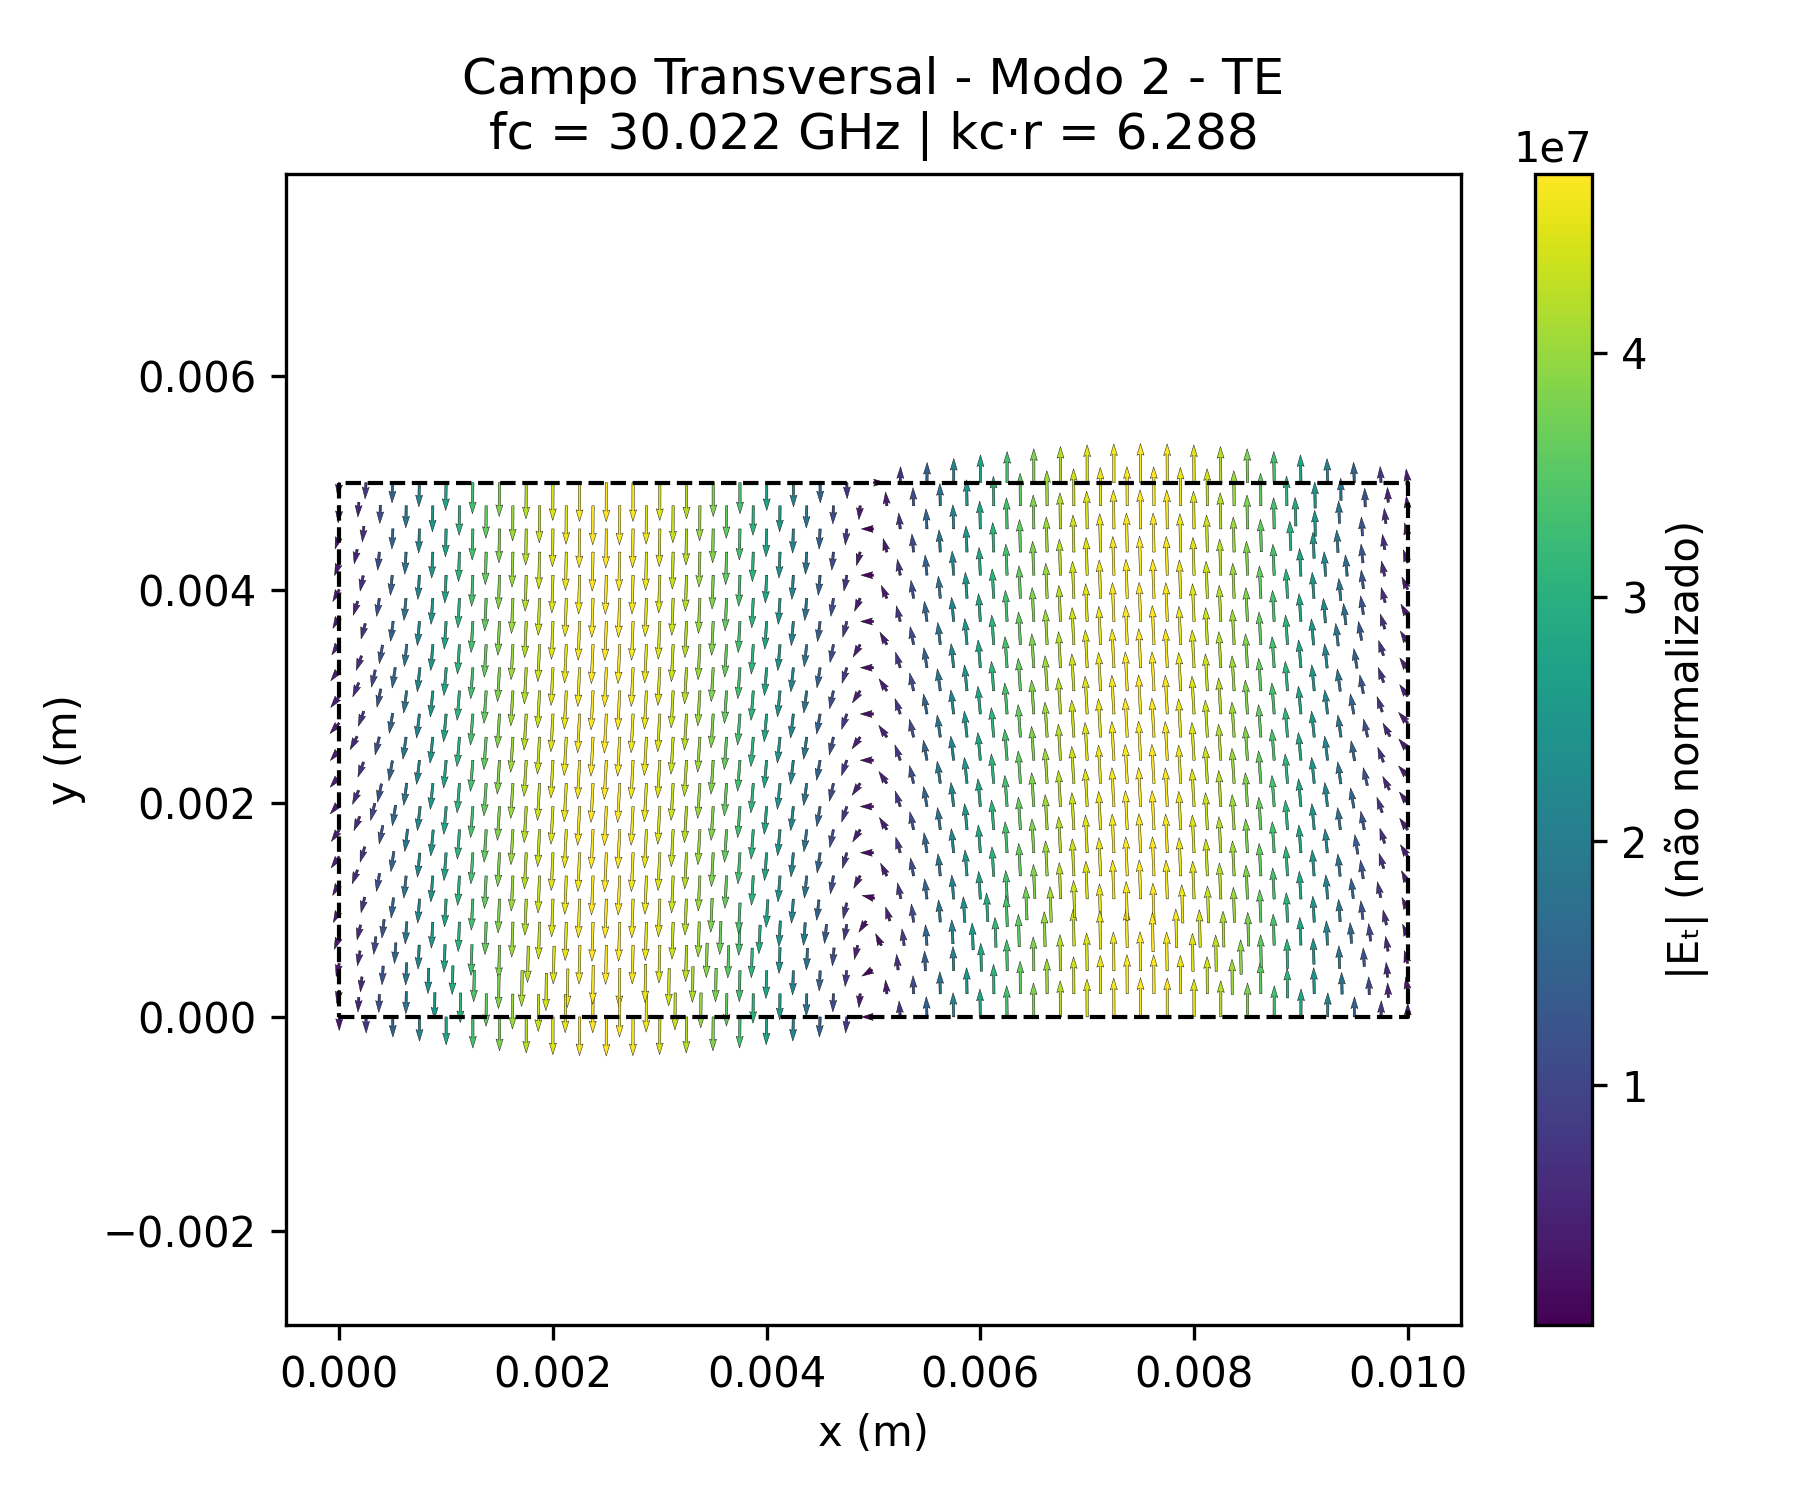 Campo Transversal - Modo 2 - TE
fc = 30.022 GHz | kc·r = 6.288
1e7
0.006
0.004
0.002
0.000
−0.002
y (m)
0.000
0.002
0.004
0.006
0.008
0.010
x (m)
4
3
2
1
|Eₜ| (não normalizado)